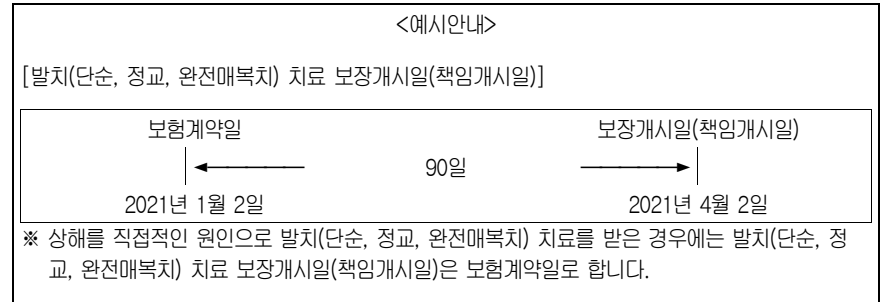 <예시안내>
[발치(단순, 정교, 완전매복치) 치료 보장개시일(책임개시일)]
보험계약일 보장개시일(책임개시일)
90일
2021년 1월 2일 2021년 4월 2일
※ 상해를 직접적인 원인으로 발치(단순, 정교, 완전매복치) 치료를 받은 경우에는 발치(단순, 정
교, 완전매복치) 치료 보장개시일(책임개시일)은 보험계약일로 합니다.